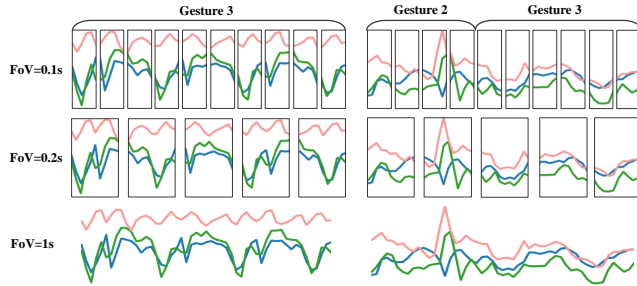 Gesture 3
Gesture 2
Gesture 3
FoV=0.1s
FoV=0.2s
FoV=1s